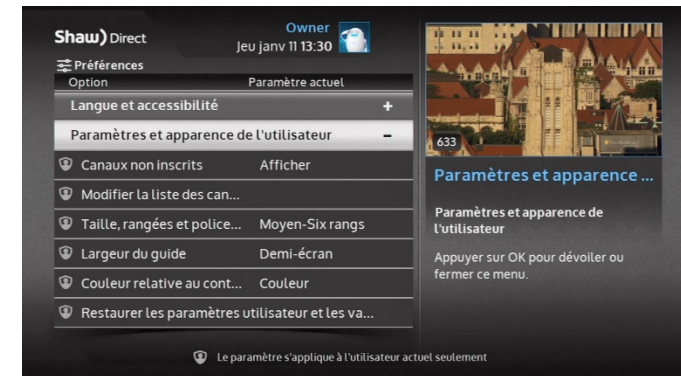 Shaw) Direct
Owner
Jeu janv 11 13:30
Préférences
Option Paramètre actuel
Langue et accessibilité +
Paramètres et apparence de l'utilisateur –
Canaux non inscrits Afficher
Modifier la liste des can...
Taille, rangées et police... Moyen-Six rangs
Largeur du guide Demi-écran
Couleur relative au cont... Couleur
Restaurer les paramètres utilisateur et les va...
633
Paramètres et apparence ...
Paramètres et apparence de
l'utilisateur
Appuyer sur OK pour dévoiler ou
fermer ce menu.
Le paramètre s'applique à l'utilisateur actuel seulement